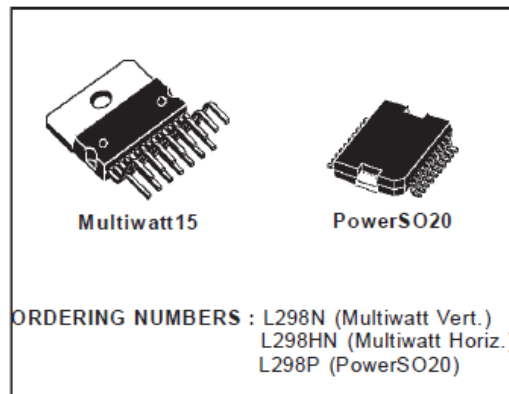 Multiwatt15
PowerSO20
ORDERING NUMBERS : L298N (Multiwatt Vert.)
L298HN (Multiwatt Horiz.)
L298P (PowerSO20)